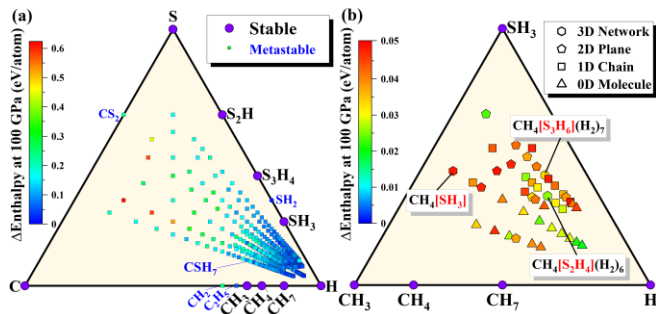 (a)
S
Stable
Metastable
ΔEnthalpy at 100 GPa (eV/atom)
0.6
0.5
0.4
0.3
0.2
0.1
0
CS₂
S₂H
S₃H₄
SH₂
SH₃
CSH₇
C
H
CH₂
C₂H₅
CH₃
CH₄
CH₇
(b)
SH₃
3D Network
2D Plane
1D Chain
0D Molecule
ΔEnthalpy at 100 GPa (eV/atom)
0.05
0.04
0.03
0.02
0.01
0
CH₄[S₃H₆](H₂)₇
CH₄[SH₃]
CH₄[S₂H₄](H₂)₆
CH₃
CH₄
CH₇
H